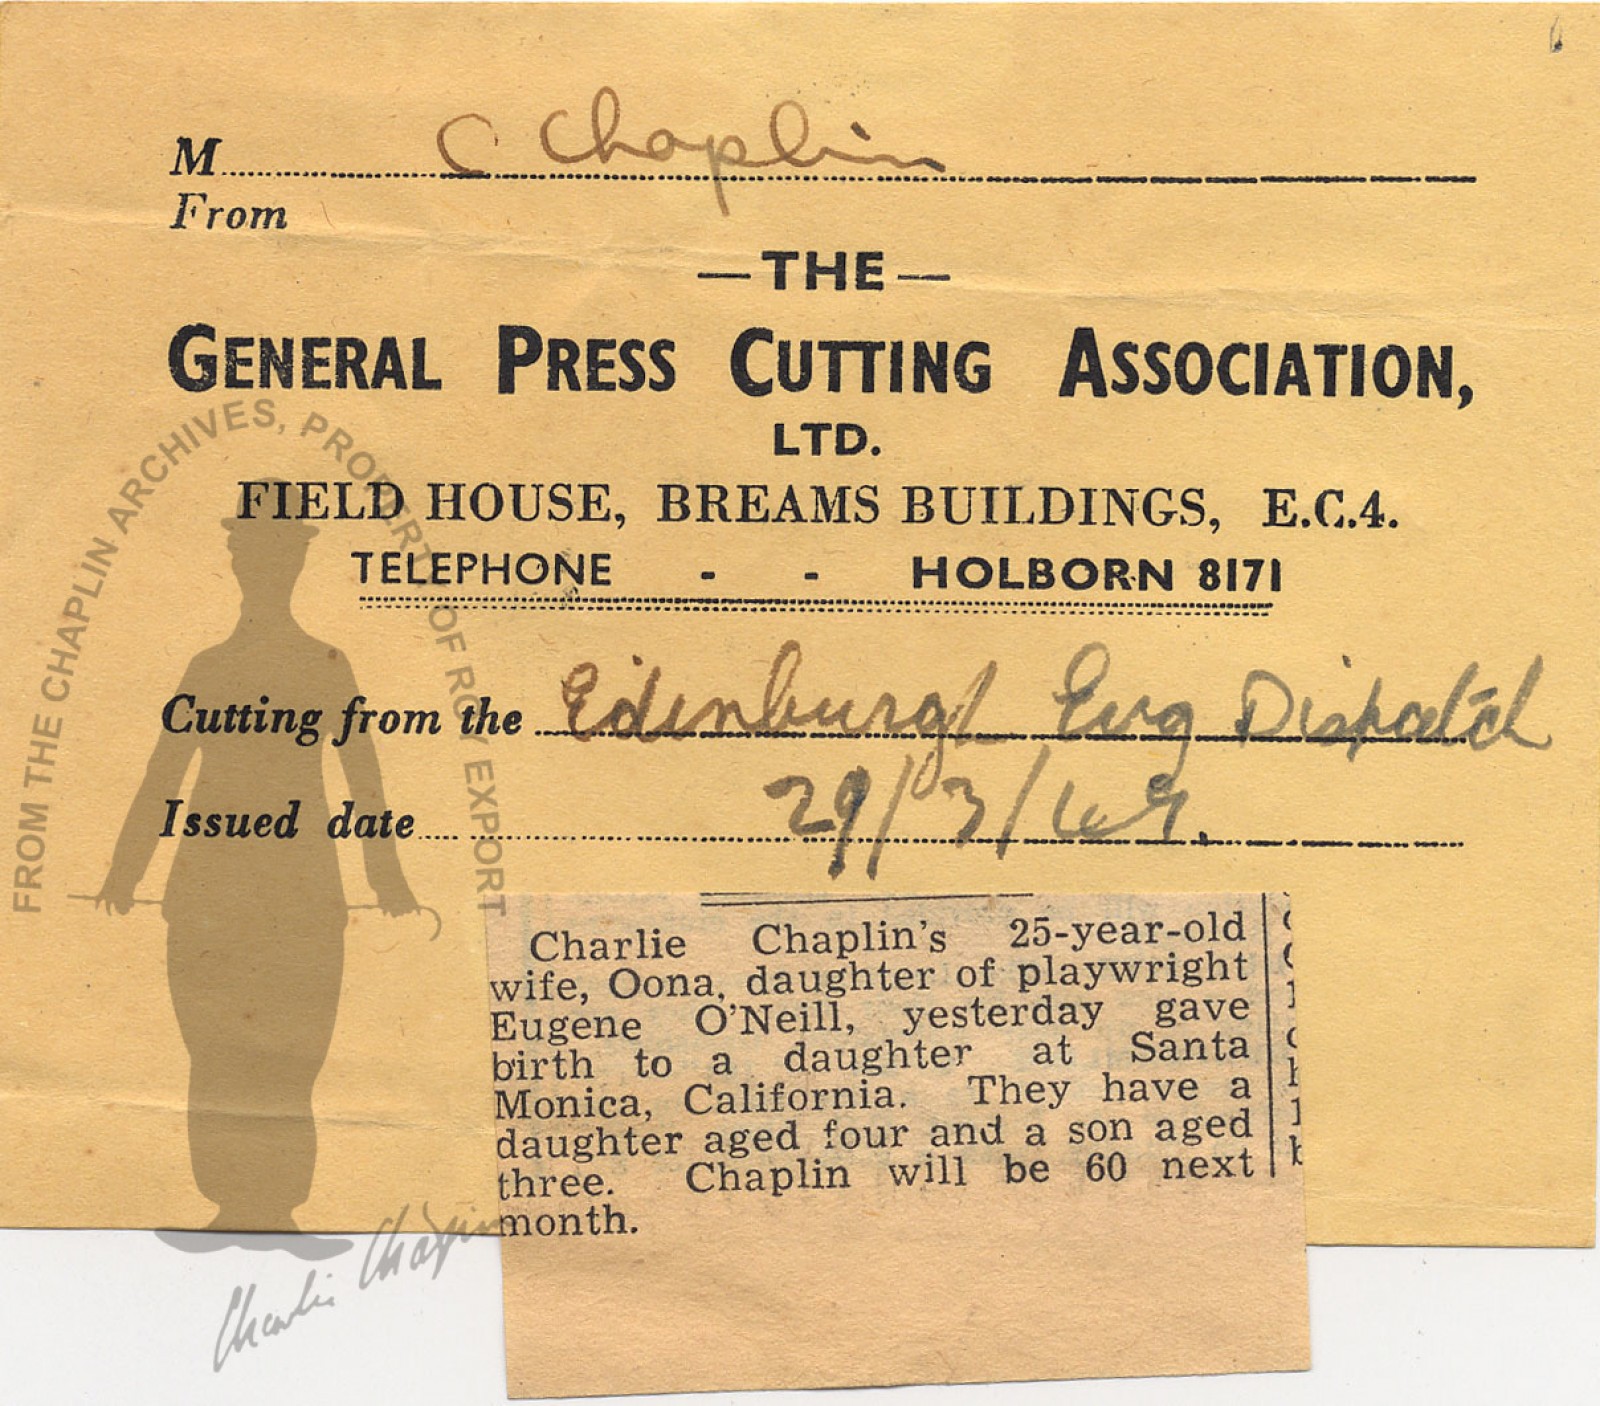 M C Chaplin
From
— THE —
GENERAL PRESS CUTTING ASSOCIATION,
LTD.
FIELD HOUSE, BREAMS BUILDINGS, E.C.4.
TELEPHONE - - HOLBORN 8171
Cutting from the Edinburgh Evg Dispatch
Issued date 29/3/49.
Charlie Chaplin's 25-year-old
wife, Oona, daughter of playwright
Eugene O'Neill, yesterday gave
birth to a daughter at Santa
Monica, California. They have a
daughter aged four and a son aged
three. Chaplin will be 60 next
month.
FROM THE CHAPLIN ARCHIVES, PROPERTY OF ROY EXPORT
Charlie Chaplin